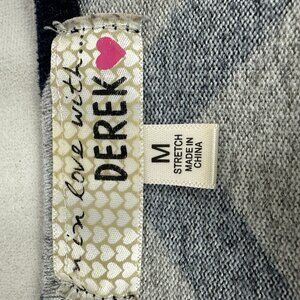 in love with...
DEREK
M
STRETCH
MADE IN
CHINA